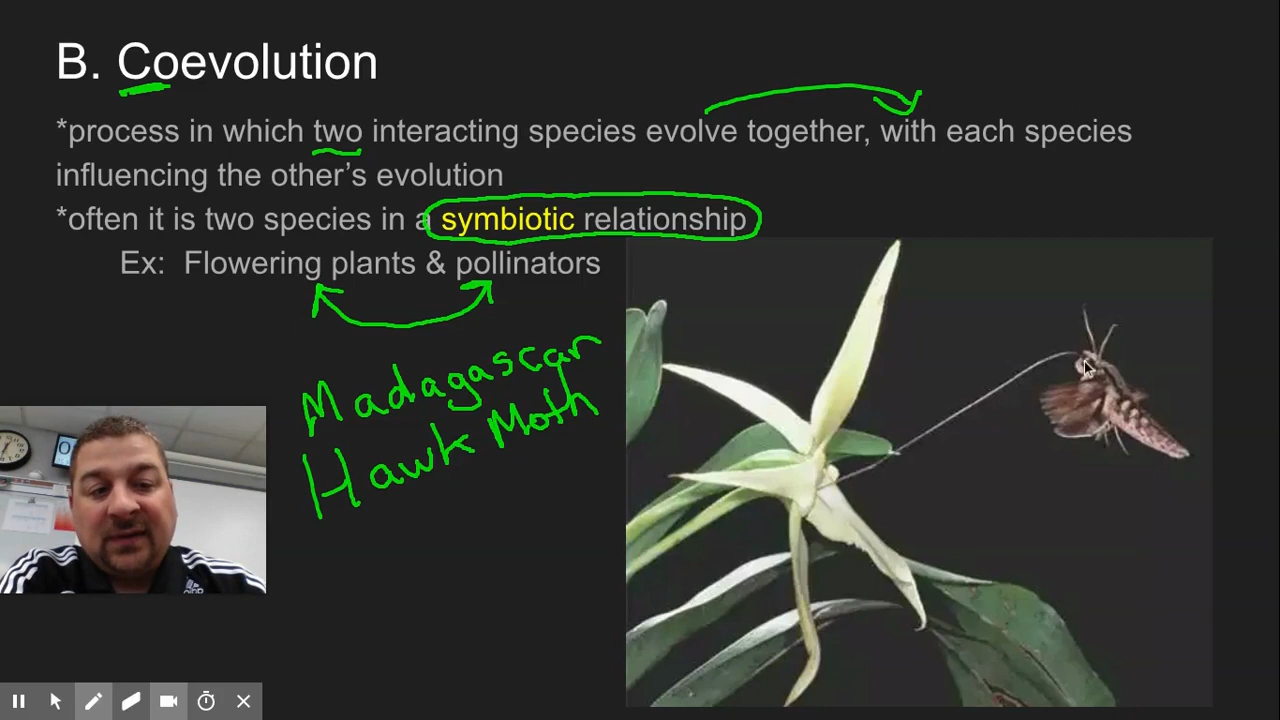 B. Coevolution
*process in which two interacting species evolve together, with each species
influencing the other's evolution
*often it is two species in a symbiotic relationship
Ex: Flowering plants & pollinators
Madagascar
Hawk Moth
adidas